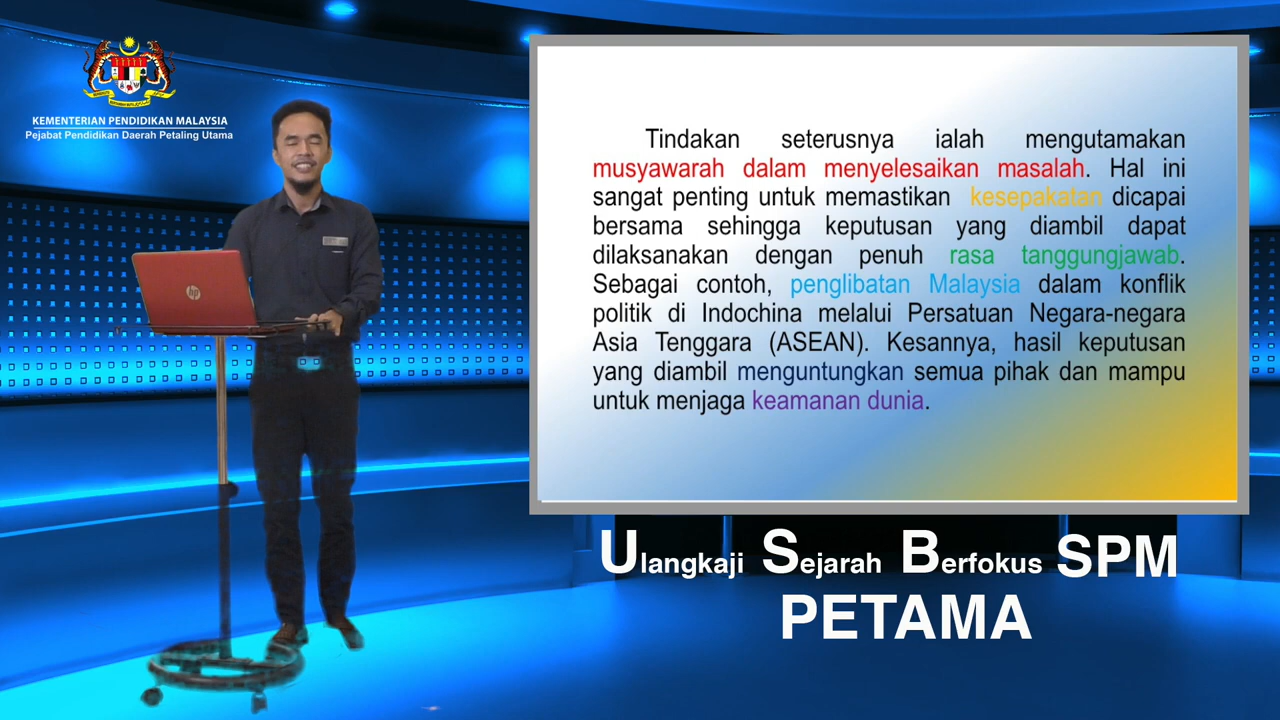 KEMENTERIAN PENDIDIKAN MALAYSIA
Pejabat Pendidikan Daerah Petaling Utama
Tindakan seterusnya ialah mengutamakan
musyawarah dalam menyelesaikan masalah. Hal ini
sangat penting untuk memastikan kesepakatan dicapai
bersama sehingga keputusan yang diambil dapat
dilaksanakan dengan penuh rasa tanggungjawab.
Sebagai contoh, penglibatan Malaysia dalam konflik
politik di Indochina melalui Persatuan Negara-negara
Asia Tenggara (ASEAN). Kesannya, hasil keputusan
yang diambil menguntungkan semua pihak dan mampu
untuk menjaga keamanan dunia.
hp
Ulangkaji Sejarah Berfokus SPM
PETAMA